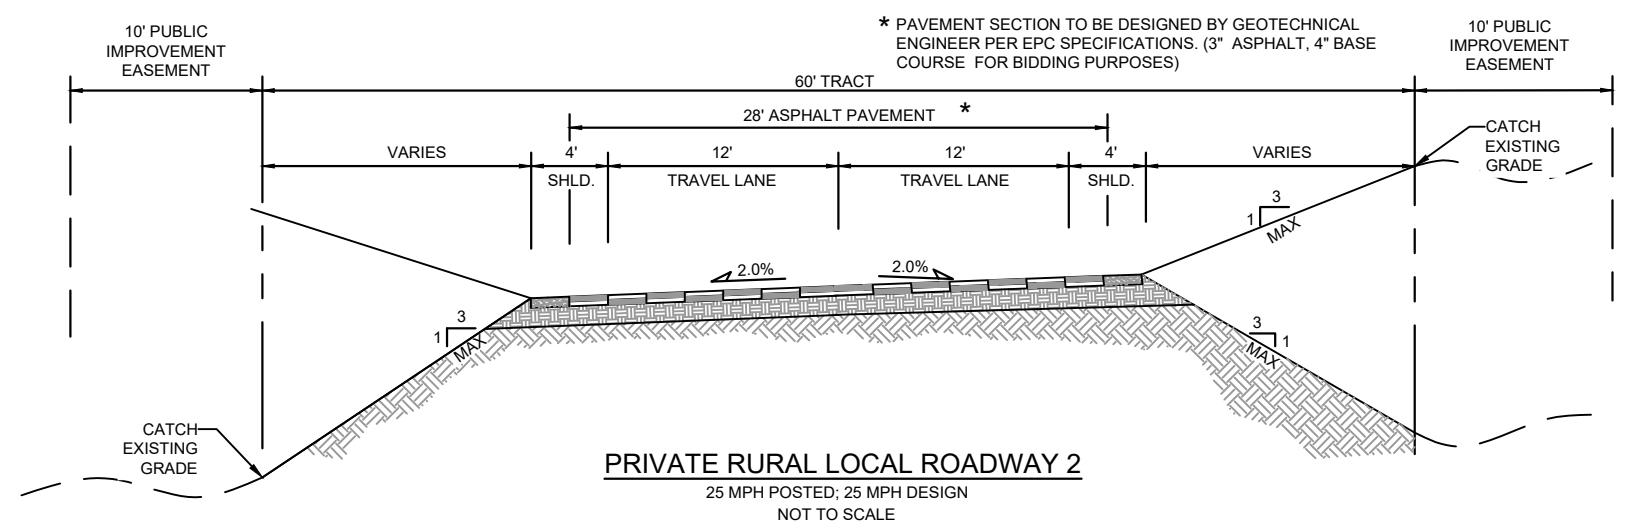 10' PUBLIC
IMPROVEMENT
EASEMENT
* PAVEMENT SECTION TO BE DESIGNED BY GEOTECHNICAL
ENGINEER PER EPC SPECIFICATIONS. (3" ASPHALT, 4" BASE
COURSE FOR BIDDING PURPOSES)
10' PUBLIC
IMPROVEMENT
EASEMENT
60' TRACT
28' ASPHALT PAVEMENT *
VARIES
4'
SHLD.
12'
TRAVEL LANE
12'
TRAVEL LANE
4'
SHLD.
VARIES
CATCH
EXISTING
GRADE
3
1
MAX
2.0%
2.0%
3
1
MAX
3
1
MAX
CATCH
EXISTING
GRADE
PRIVATE RURAL LOCAL ROADWAY 2
25 MPH POSTED; 25 MPH DESIGN
NOT TO SCALE